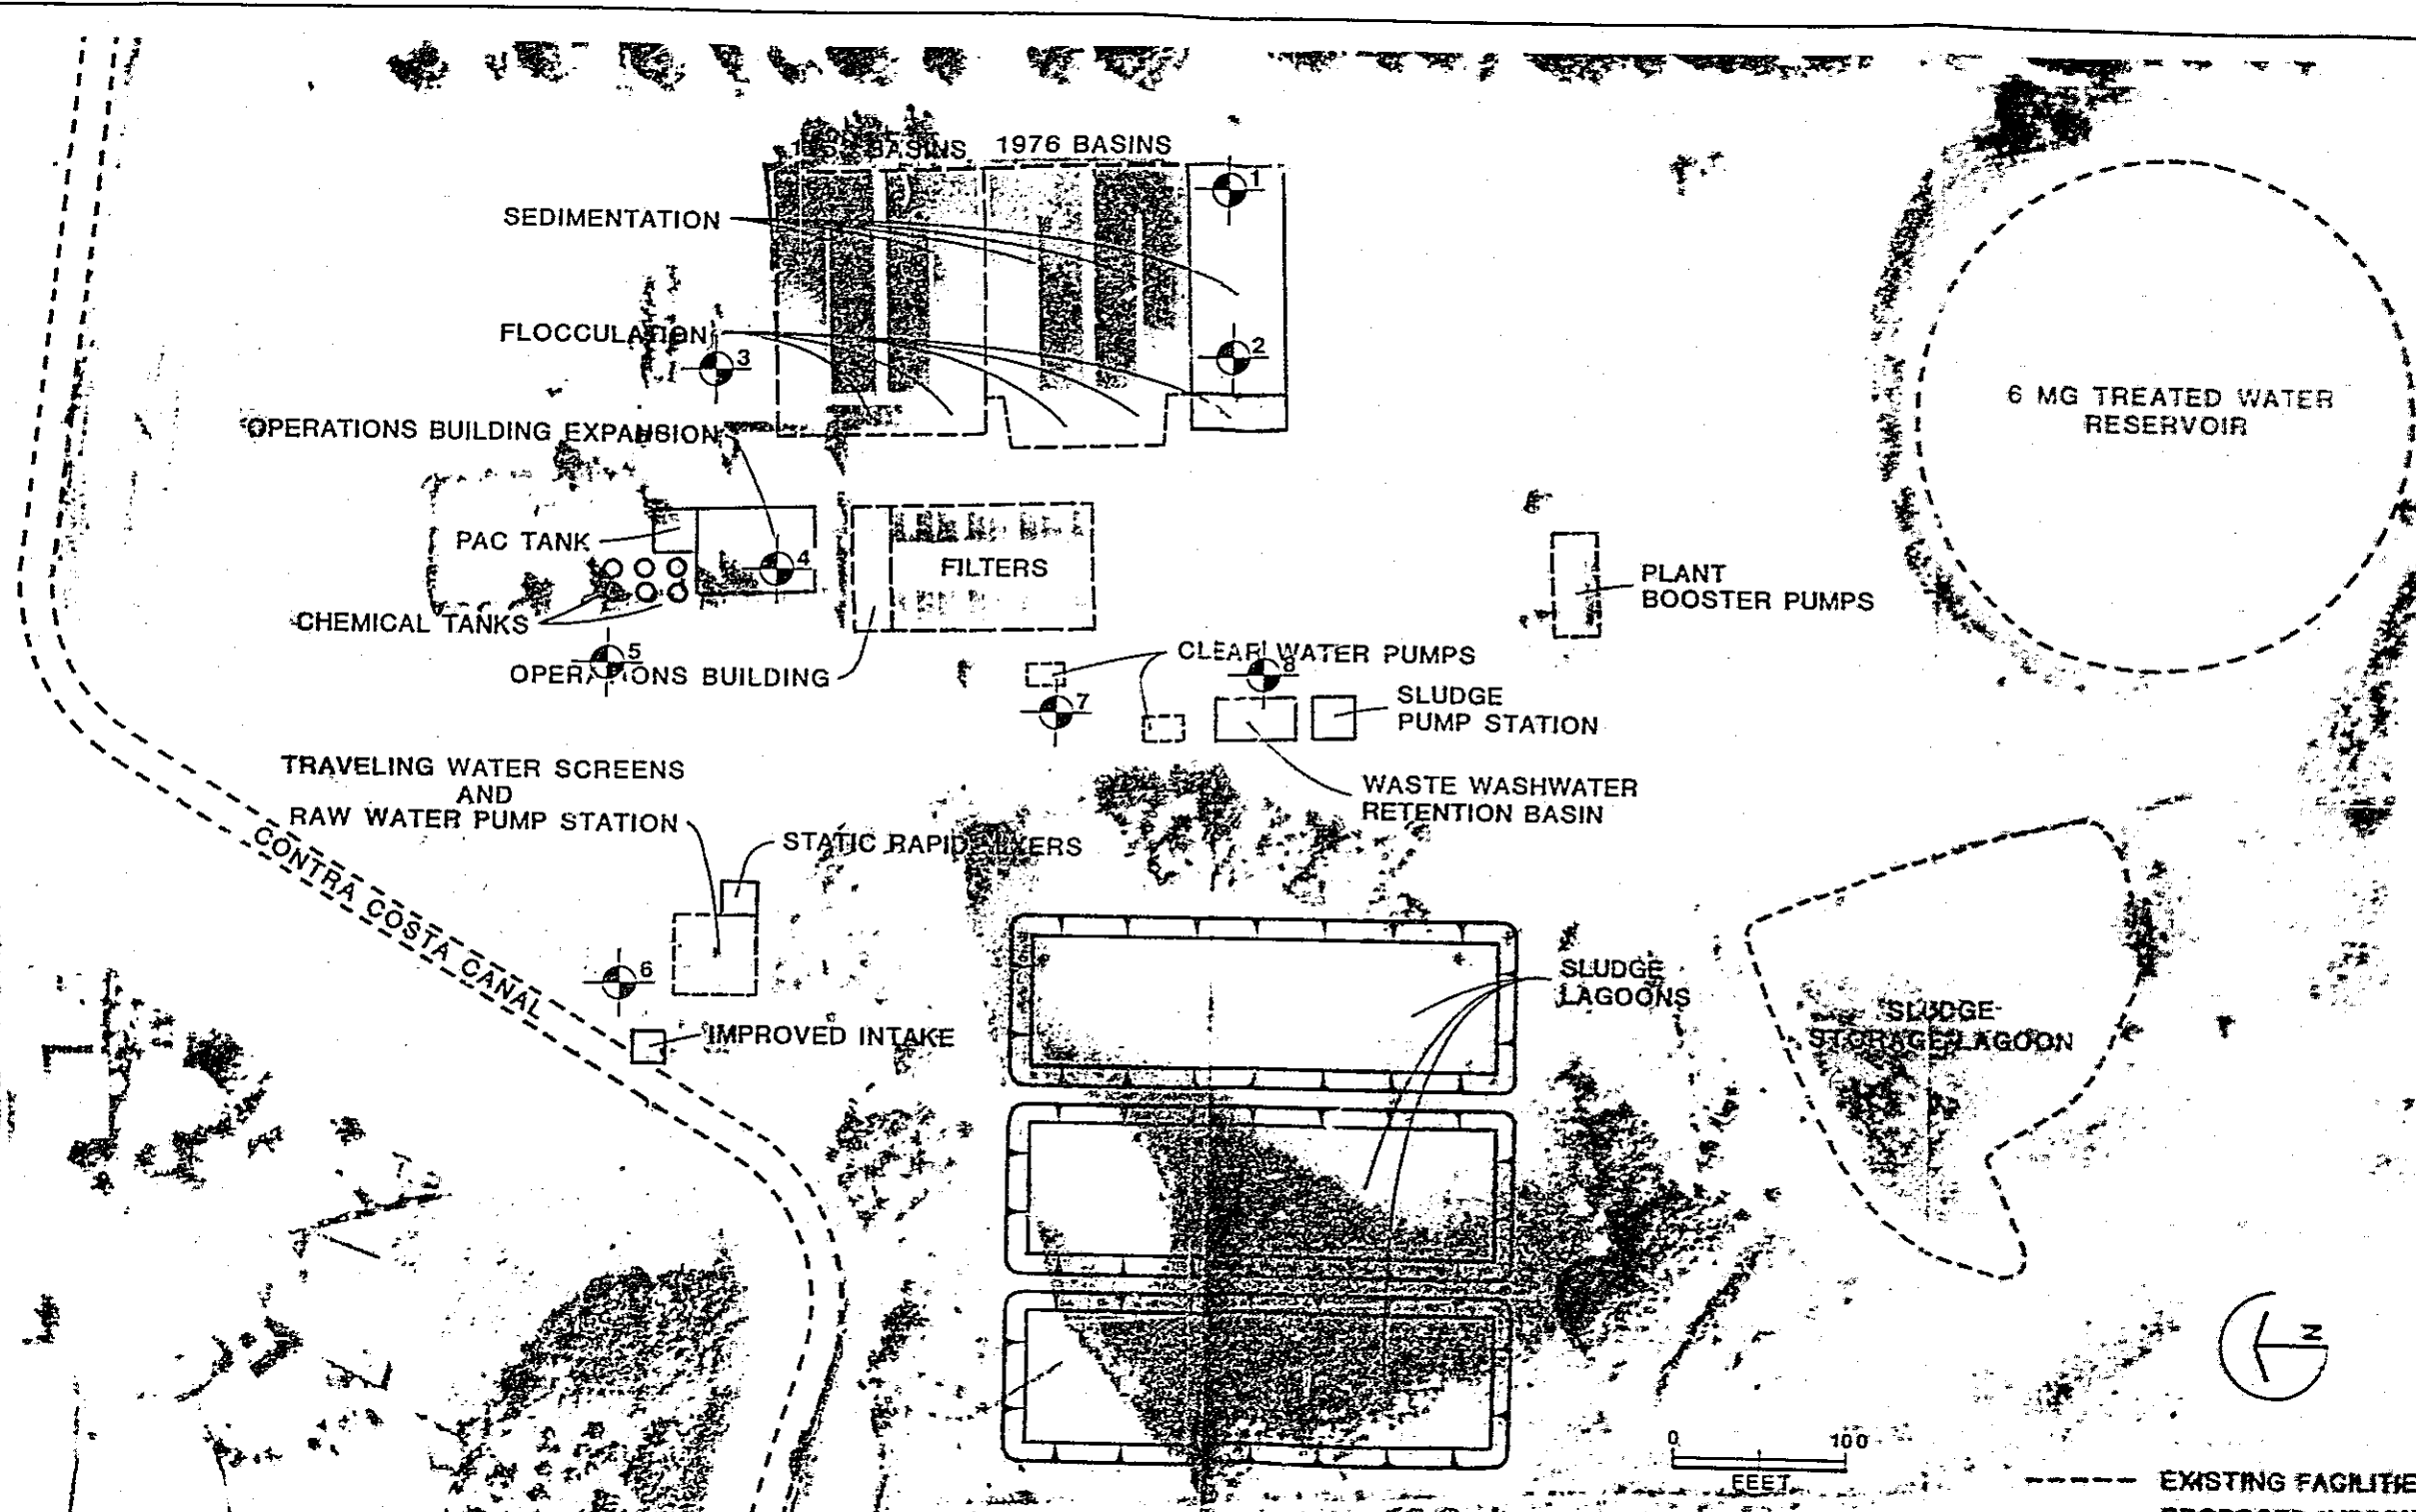 BASINS 1976 BASINS
1
SEDIMENTATION
FLOCCULATION
2
3
6 MG TREATED WATER
RESERVOIR
OPERATIONS BUILDING EXPANSION
PAC TANK
4
FILTERS
PLANT
BOOSTER PUMPS
CHEMICAL TANKS
5
OPERATIONS BUILDING
CLEAR WATER PUMPS
8
7
SLUDGE
PUMP STATION
TRAVELING WATER SCREENS
AND
RAW WATER PUMP STATION
WASTE WASHWATER
RETENTION BASIN
STATIC RAPID MIXERS
CONTRA COSTA CANAL
6
IMPROVED INTAKE
SLUDGE
LAGOONS
SLUDGE
STORAGE LAGOON
N
0 100
FEET
EXISTING FACILITIE